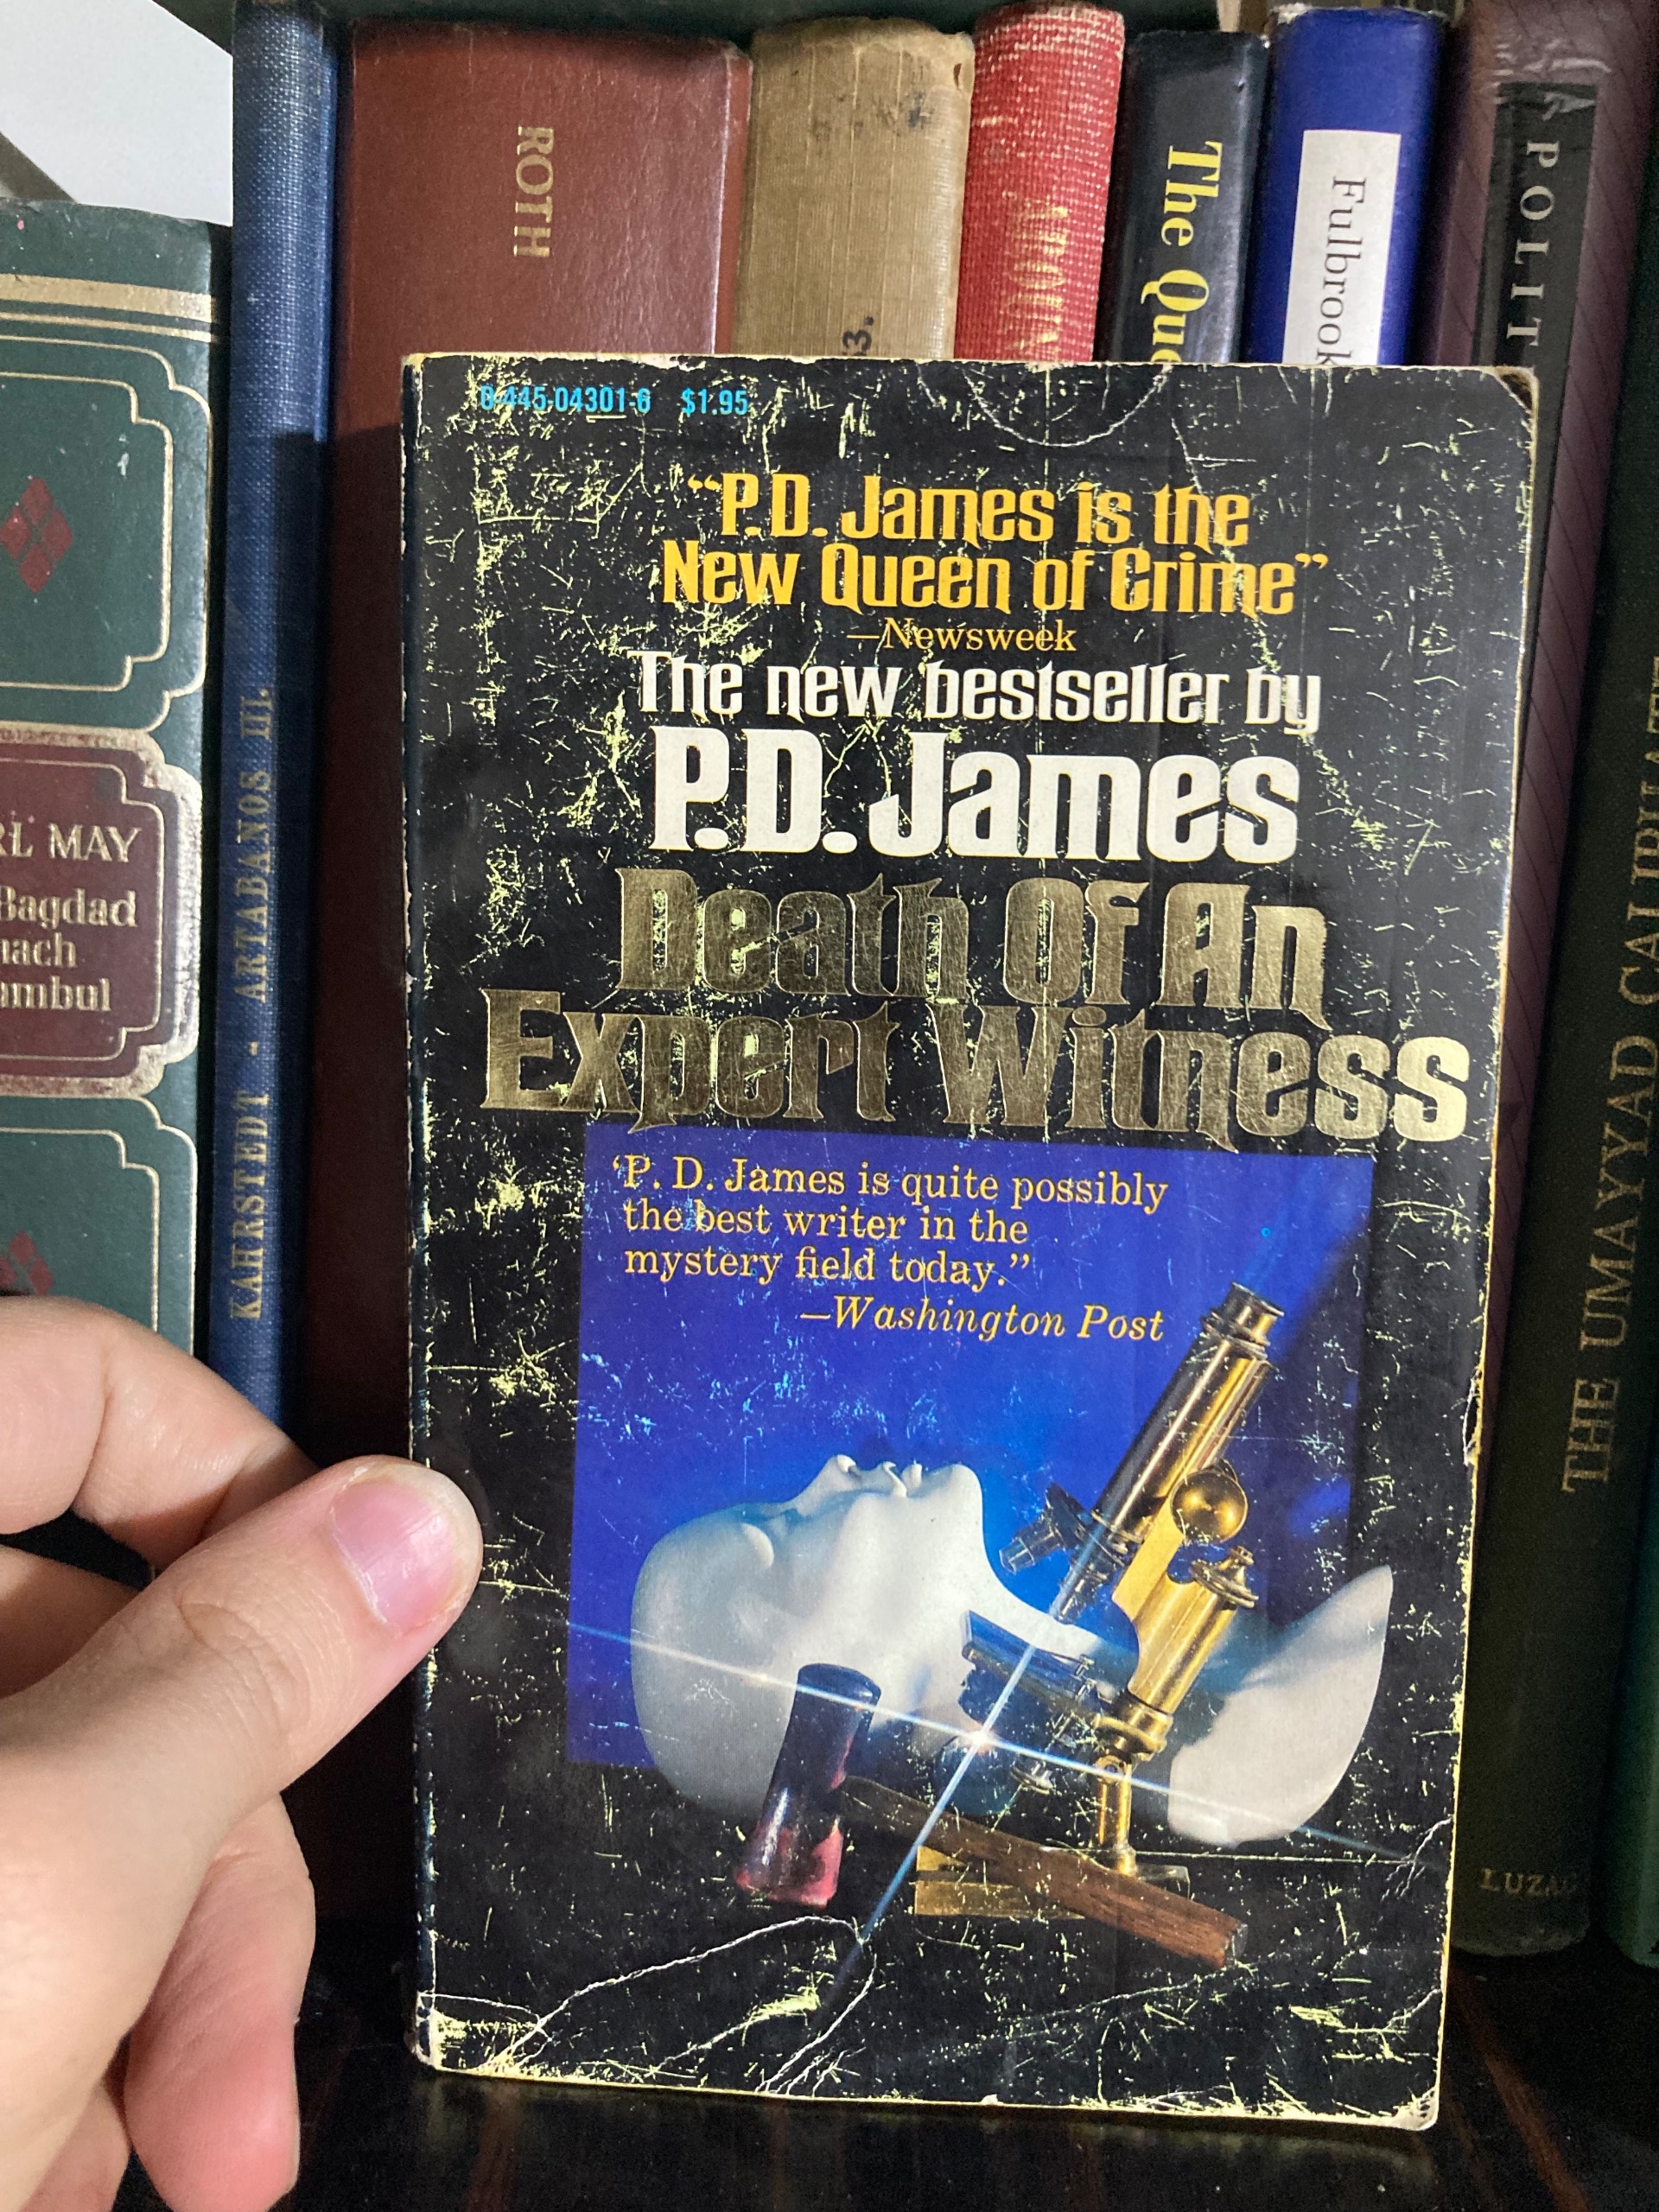 ROTH
33.
The Que
Fulbrook
POLIT
RL MAY
Bagdad
nach
ambul
KAHRSTEDT - ARTABANOS III.
0-445-04301-6 $1.95
“P.D. James is the
New Queen of Crime”
—Newsweek
The new bestseller by
P.D. James
Death Of An
Expert Witness
‘P. D. James is quite possibly
the best writer in the
mystery field today.”
—Washington Post
THE UMAYYAD CALIPHATE
LUZAC